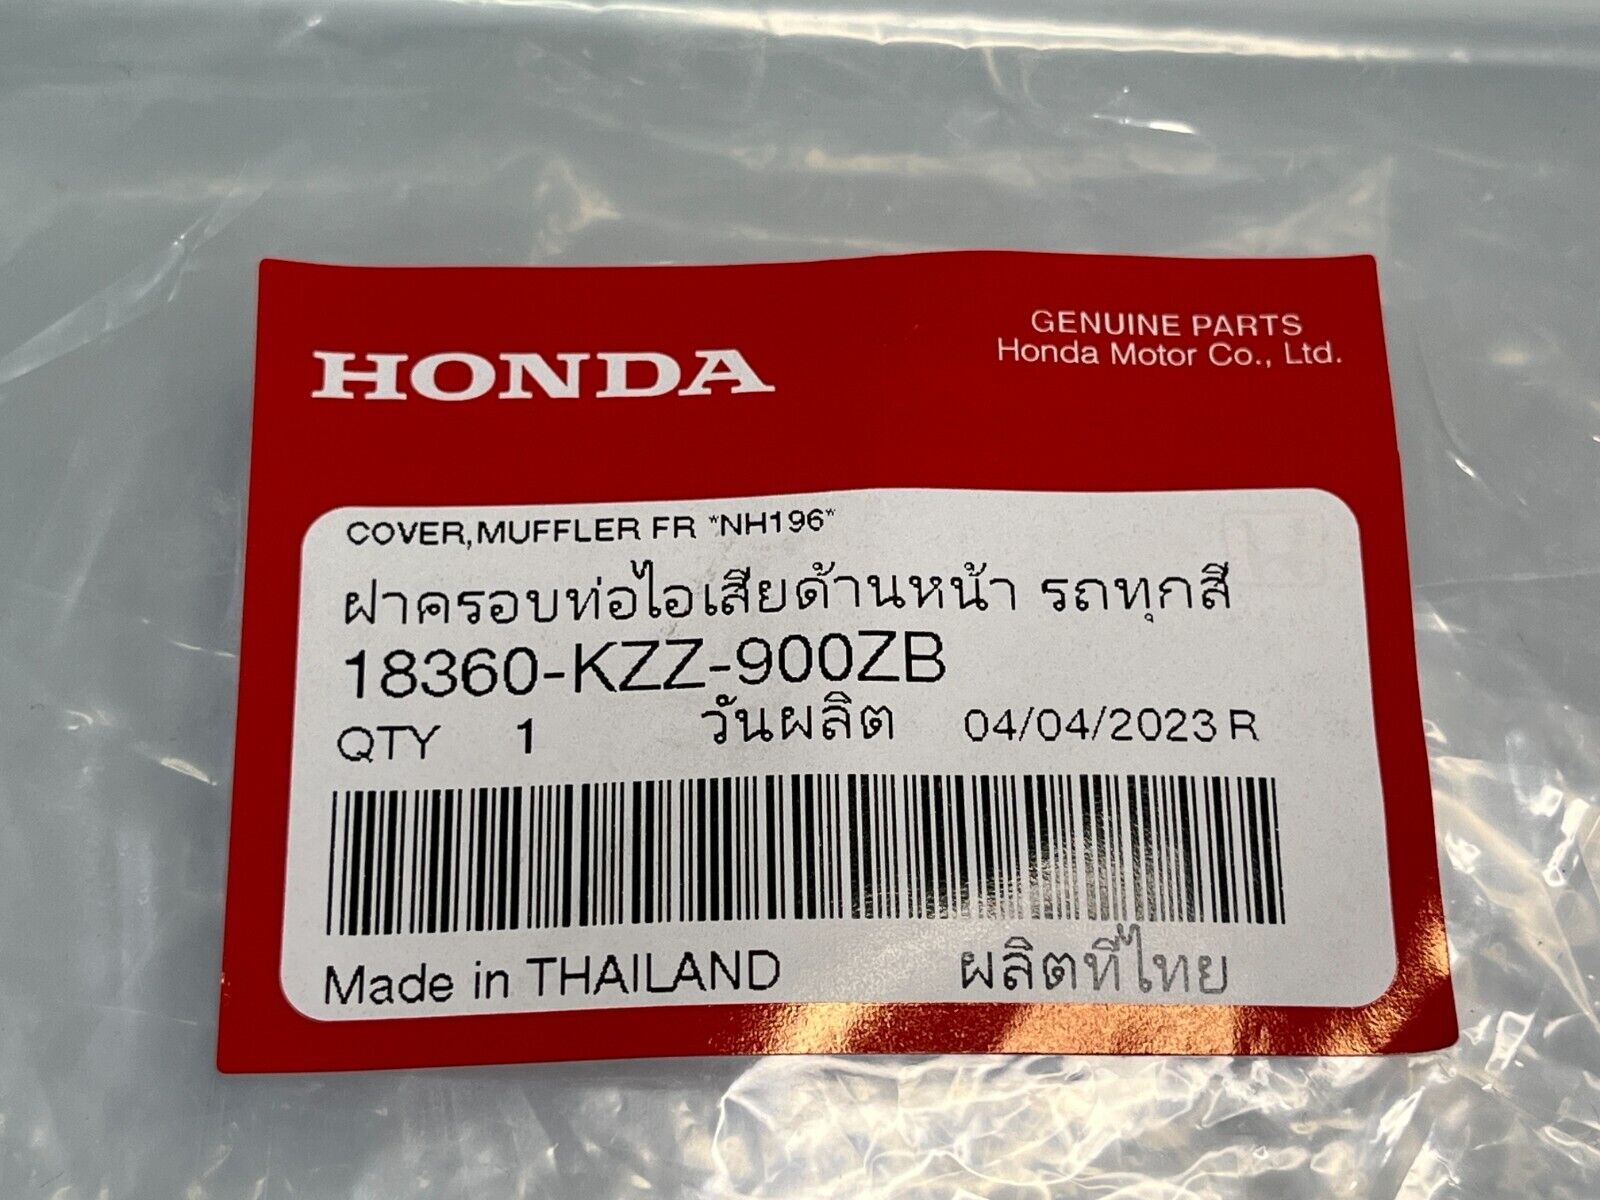 HONDA
GENUINE PARTS
Honda Motor Co., Ltd.
COVER,MUFFLER FR "NH196"
ฝาครอบท่อไอเสียด้านหน้า รถทุกสี
18360-KZZ-900ZB
QTY 1 วันผลิต 04/04/2023 R
Made in THAILAND ผลิตที่ไทย